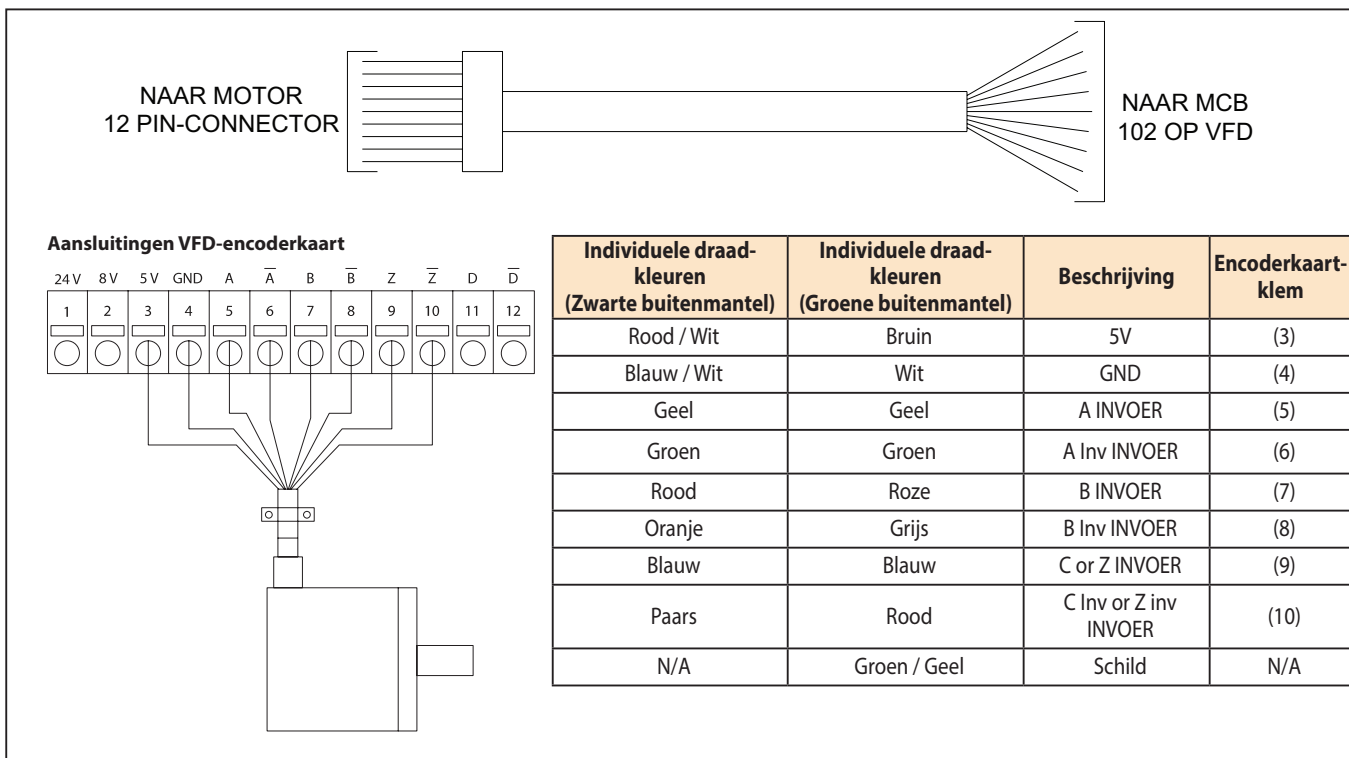 NAAR MOTOR
12 PIN-CONNECTOR
NAAR MCB
102 OP VFD
Aansluitingen VFD-encoderkaart
24 V 8 V 5 V GND A A̅ B B̅ Z Z̅ D D̅
1 2 3 4 5 6 7 8 9 10 11 12
Individuele draad-
kleuren
(Zwarte buitenmantel)
Individuele draad-
kleuren
(Groene buitenmantel)
Beschrijving
Encoderkaart-
klem
Rood / Wit Bruin 5V (3)
Blauw / Wit Wit GND (4)
Geel Geel A INVOER (5)
Groen Groen A Inv INVOER (6)
Rood Roze B INVOER (7)
Oranje Grijs B Inv INVOER (8)
Blauw Blauw C or Z INVOER (9)
Paars Rood C Inv or Z inv
INVOER (10)
N/A Groen / Geel Schild N/A